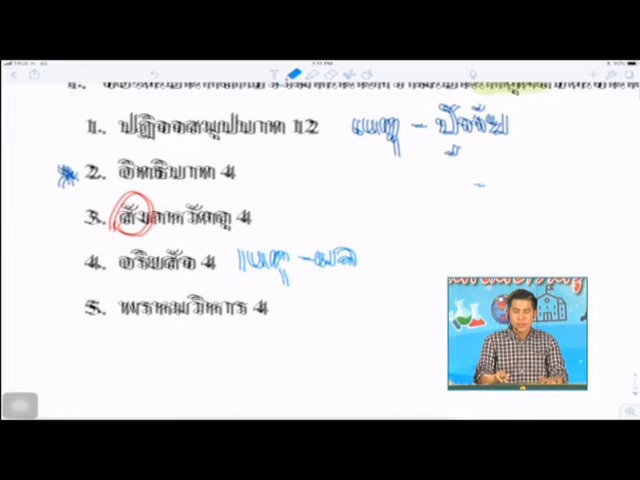 1. ปฏิจจสมุปบาท 12 เหตุ - ปัจจัย
2. อิทธิบาท 4
3. สังคหวัตถุ 4
4. อริยสัจ 4 เหตุ - ผล
5. พรหมวิหาร 4